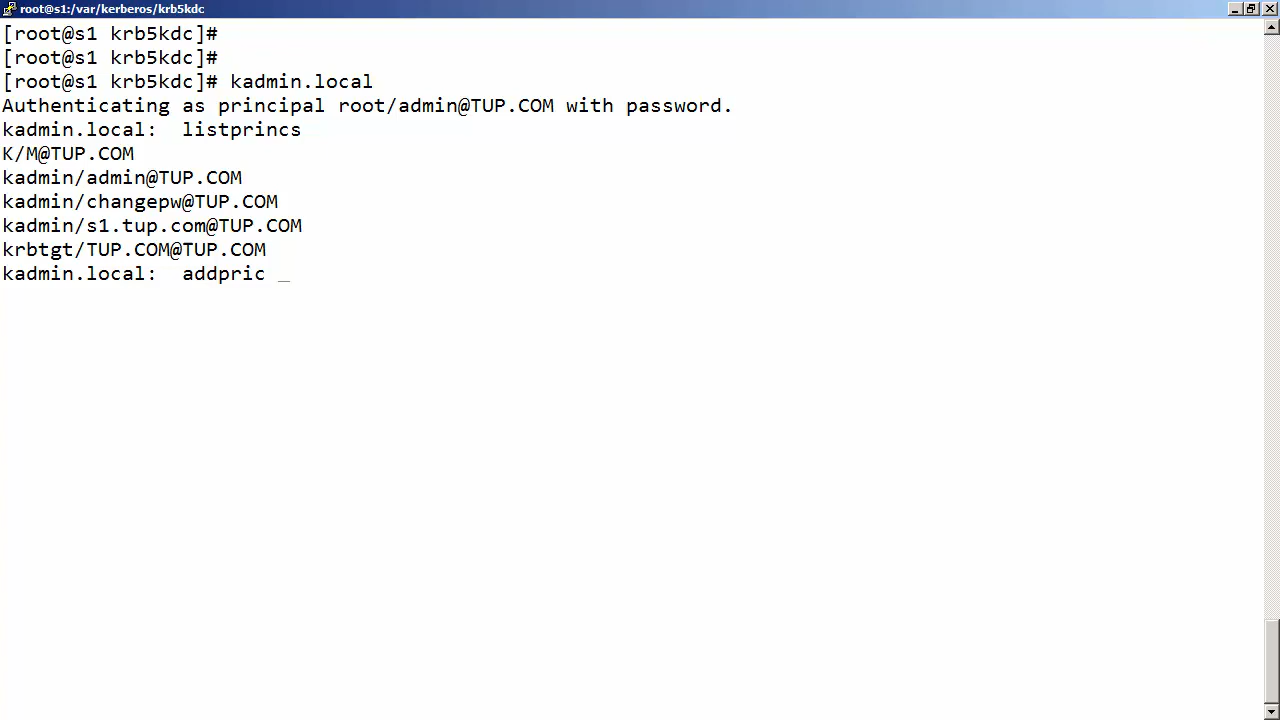 root@s1:/var/kerberos/krb5kdc
[root@s1 krb5kdc]#
[root@s1 krb5kdc]#
[root@s1 krb5kdc]# kadmin.local
Authenticating as principal root/admin@TUP.COM with password.
kadmin.local:  listprincs
K/M@TUP.COM
kadmin/admin@TUP.COM
kadmin/changepw@TUP.COM
kadmin/s1.tup.com@TUP.COM
krbtgt/TUP.COM@TUP.COM
kadmin.local:  addpric _